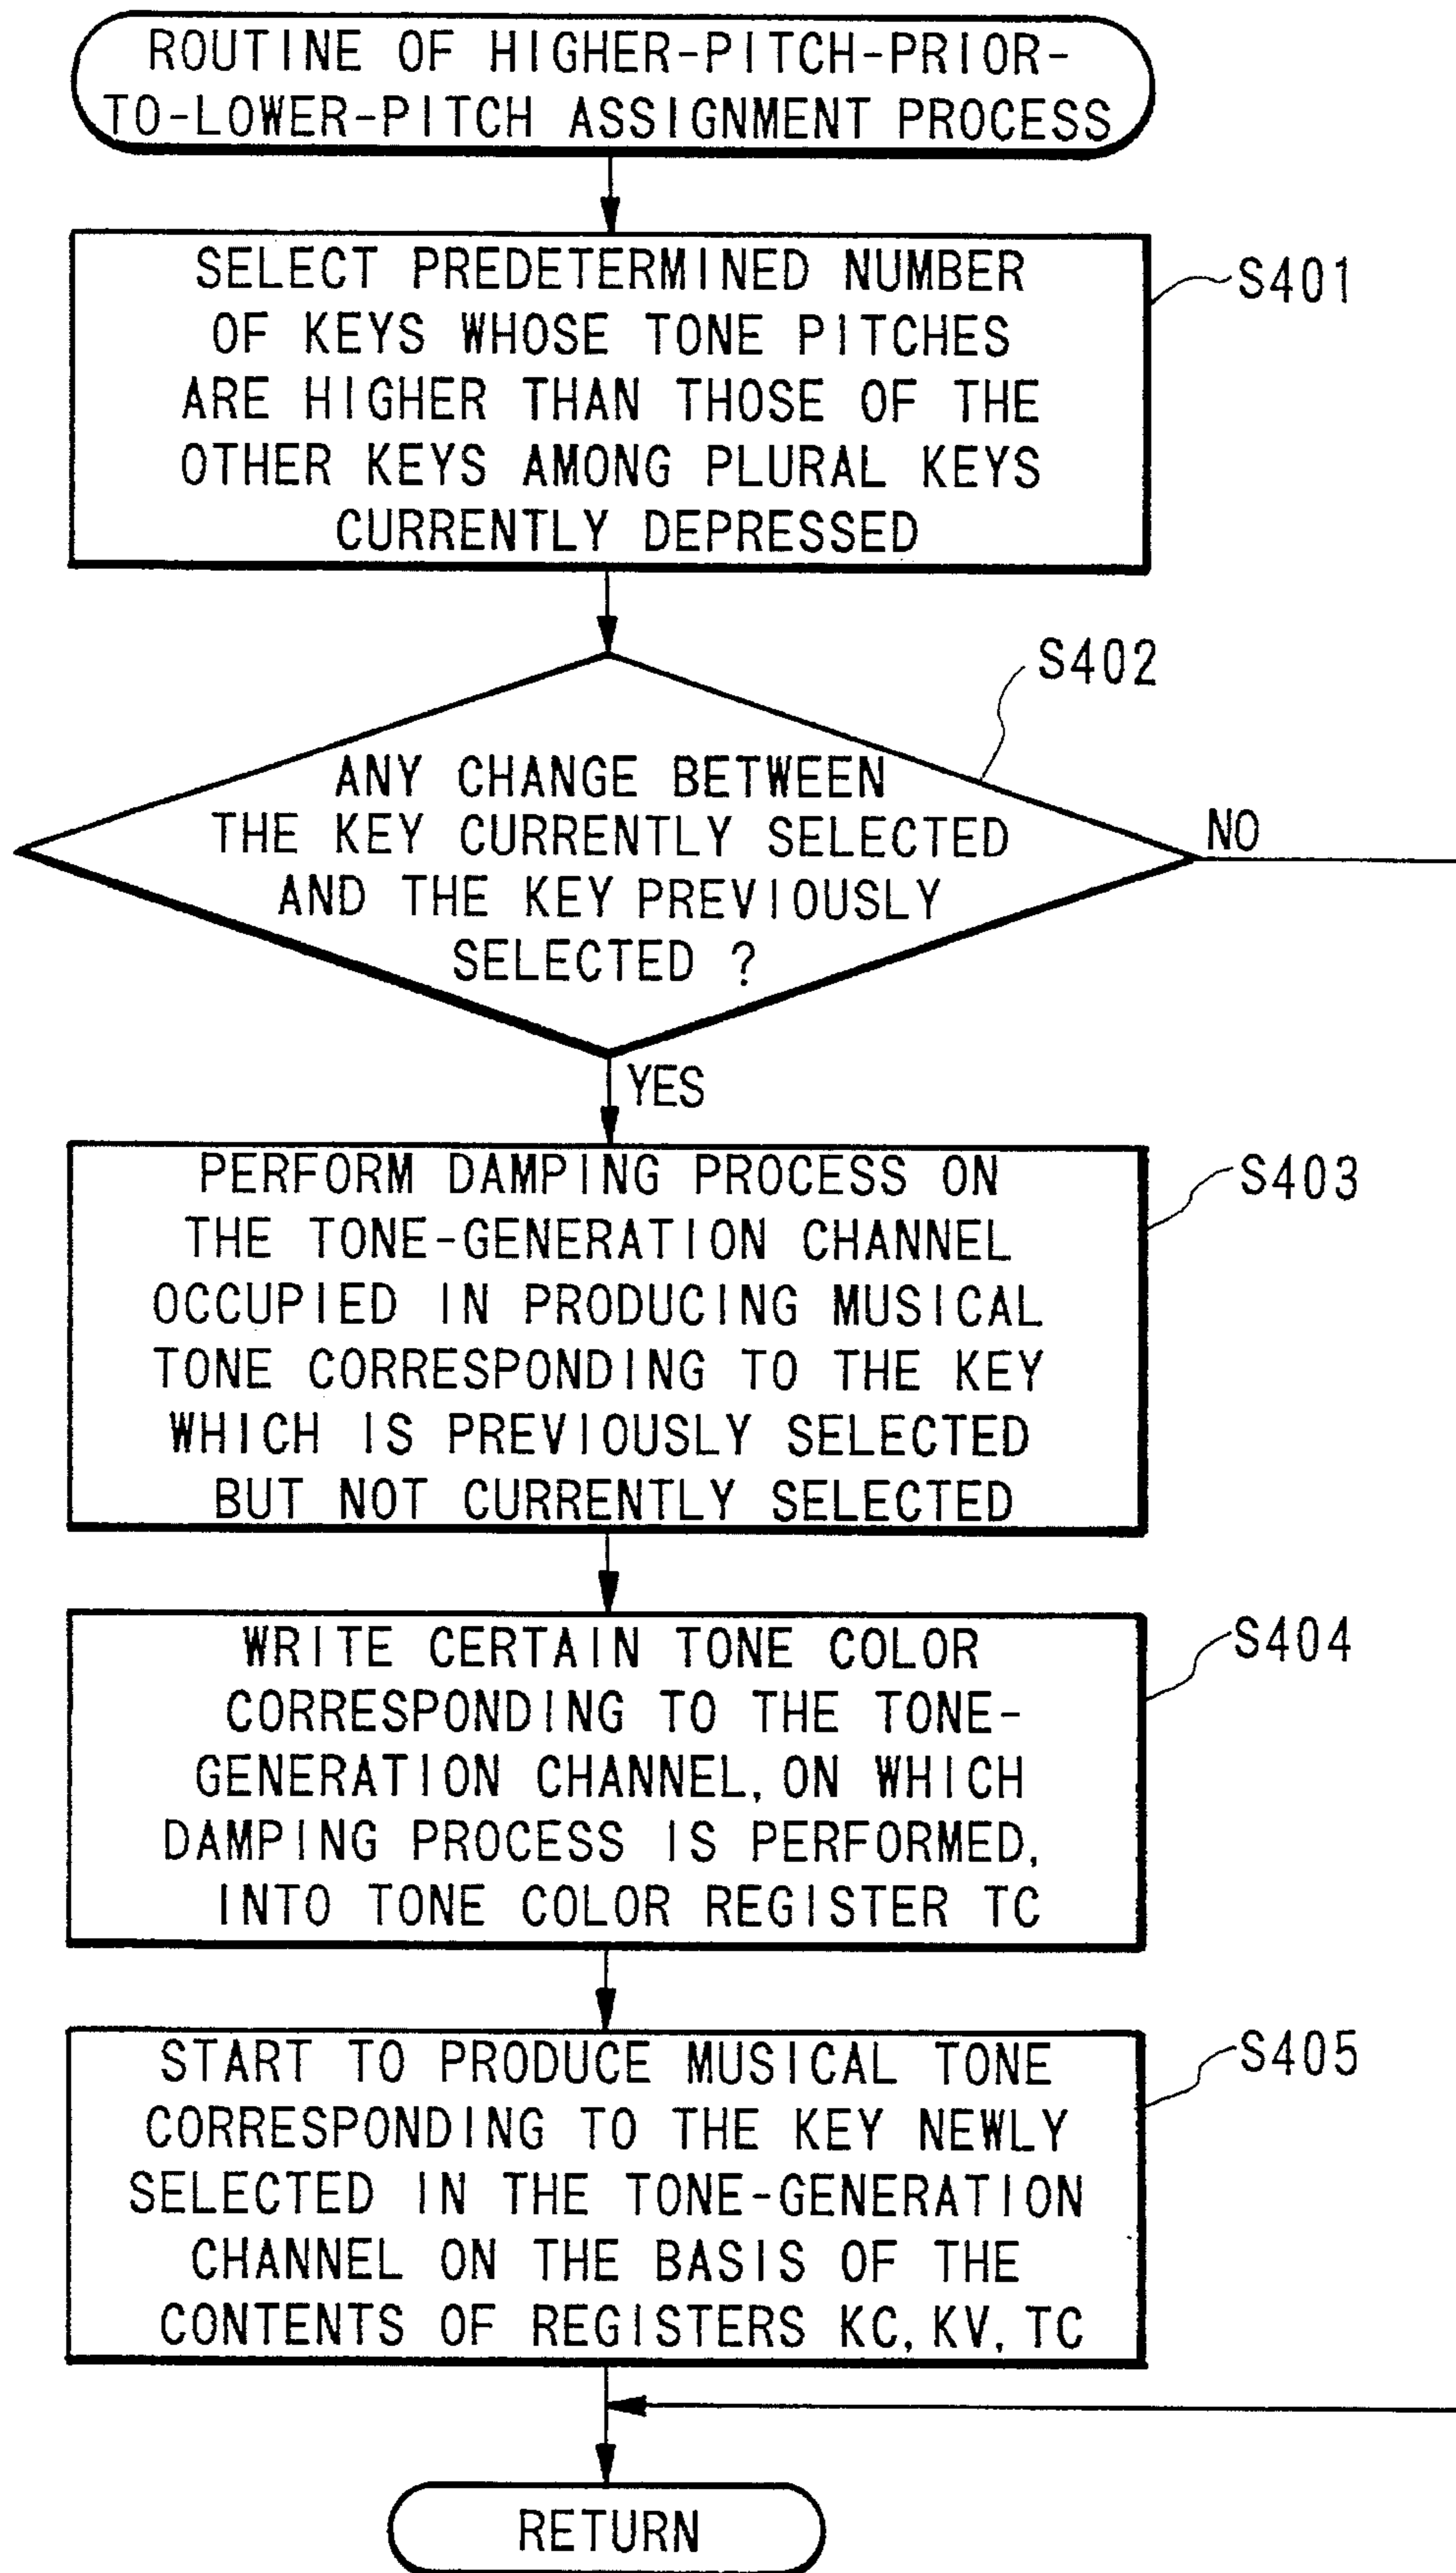 ROUTINE OF HIGHER-PITCH-PRIOR-
TO-LOWER-PITCH ASSIGNMENT PROCESS
SELECT PREDETERMINED NUMBER
OF KEYS WHOSE TONE PITCHES
ARE HIGHER THAN THOSE OF THE
OTHER KEYS AMONG PLURAL KEYS
CURRENTLY DEPRESSED
S401
S402
ANY CHANGE BETWEEN
THE KEY CURRENTLY SELECTED
AND THE KEY PREVIOUSLY
SELECTED ?
NO
YES
PERFORM DAMPING PROCESS ON
THE TONE-GENERATION CHANNEL
OCCUPIED IN PRODUCING MUSICAL
TONE CORRESPONDING TO THE KEY
WHICH IS PREVIOUSLY SELECTED
BUT NOT CURRENTLY SELECTED
S403
WRITE CERTAIN TONE COLOR
CORRESPONDING TO THE TONE-
GENERATION CHANNEL, ON WHICH
DAMPING PROCESS IS PERFORMED,
INTO TONE COLOR REGISTER TC
S404
START TO PRODUCE MUSICAL TONE
CORRESPONDING TO THE KEY NEWLY
SELECTED IN THE TONE-GENERATION
CHANNEL ON THE BASIS OF THE
CONTENTS OF REGISTERS KC, KV, TC
S405
RETURN